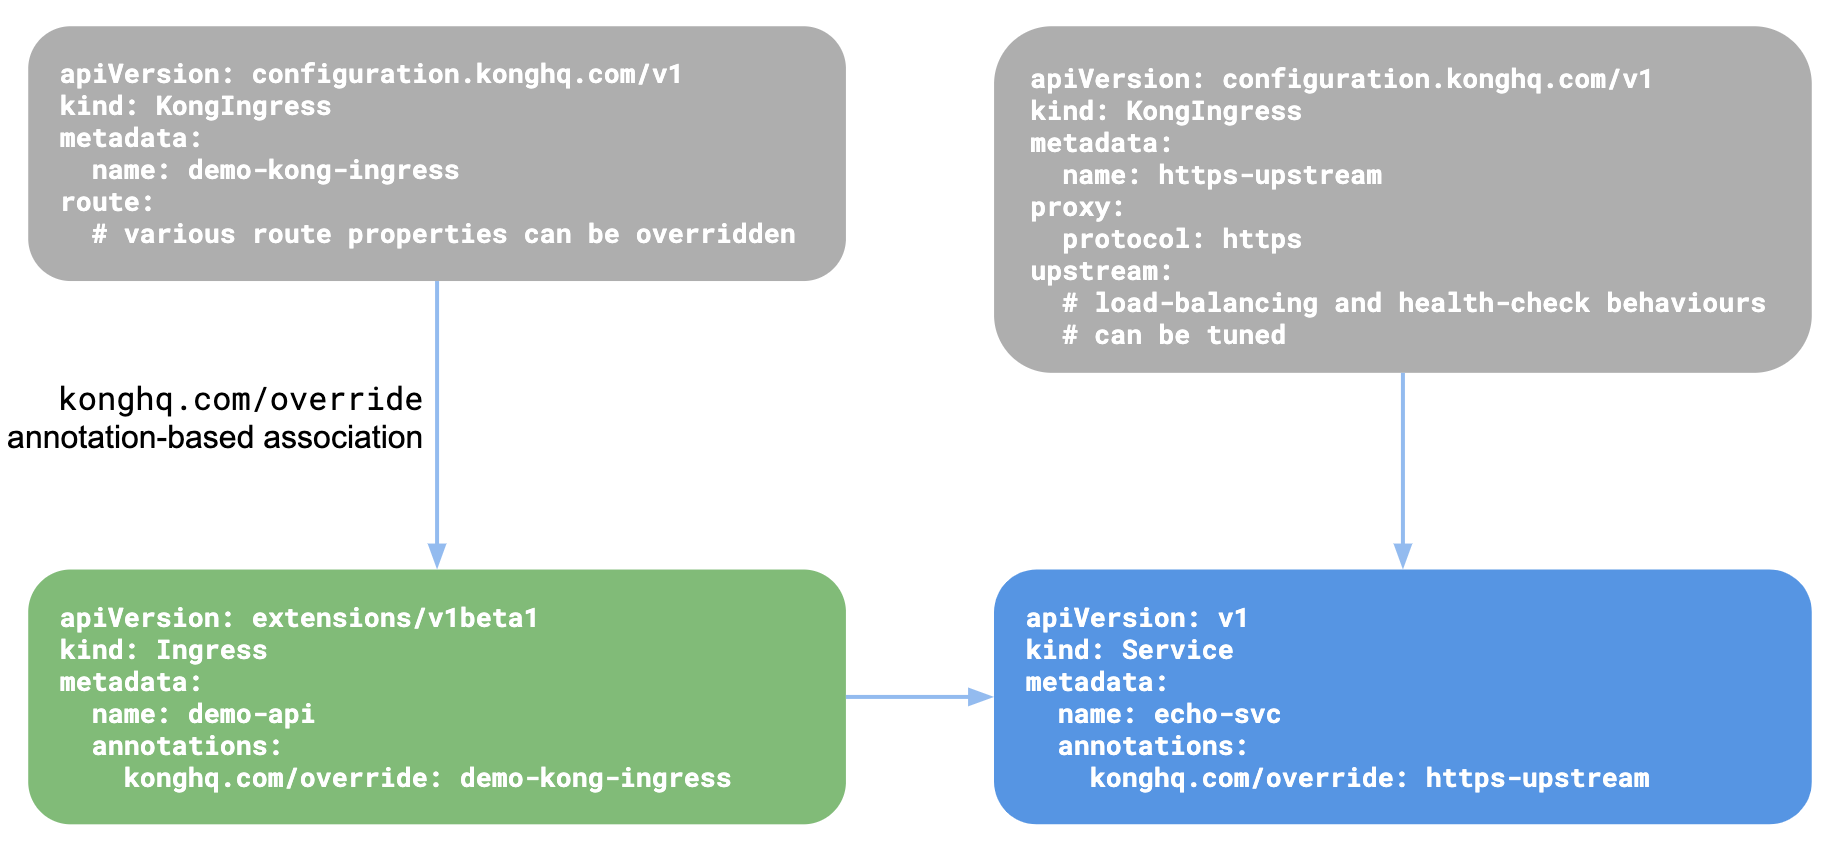 apiVersion: configuration.konghq.com/v1
kind: KongIngress
metadata:
  name: demo-kong-ingress
route:
  # various route properties can be overridden
apiVersion: configuration.konghq.com/v1
kind: KongIngress
metadata:
  name: https-upstream
proxy:
  protocol: https
upstream:
  # load-balancing and health-check behaviours
  # can be tuned
konghq.com/override
annotation-based association
apiVersion: extensions/v1beta1
kind: Ingress
metadata:
  name: demo-api
  annotations:
    konghq.com/override: demo-kong-ingress
apiVersion: v1
kind: Service
metadata:
  name: echo-svc
  annotations:
    konghq.com/override: https-upstream